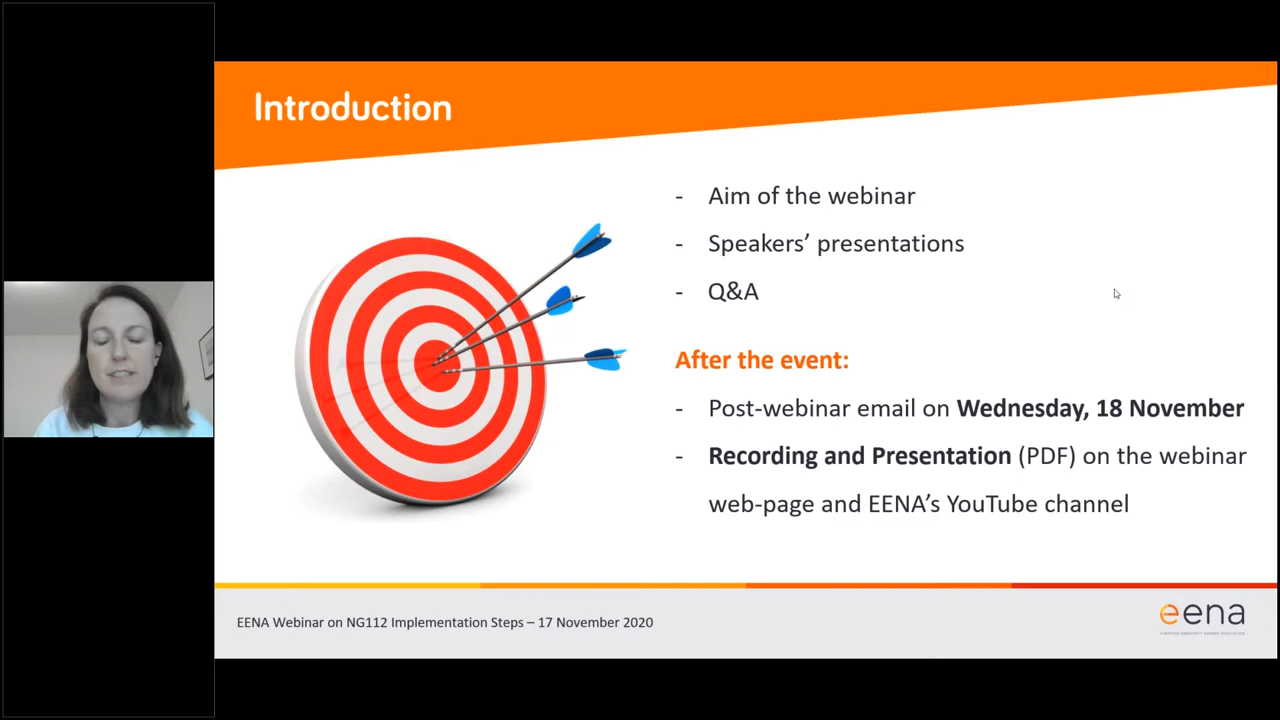 Introduction
- Aim of the webinar
- Speakers’ presentations
- Q&A
After the event:
- Post-webinar email on Wednesday, 18 November
- Recording and Presentation (PDF) on the webinar
web-page and EENA’s YouTube channel
EENA Webinar on NG112 Implementation Steps – 17 November 2020
eena